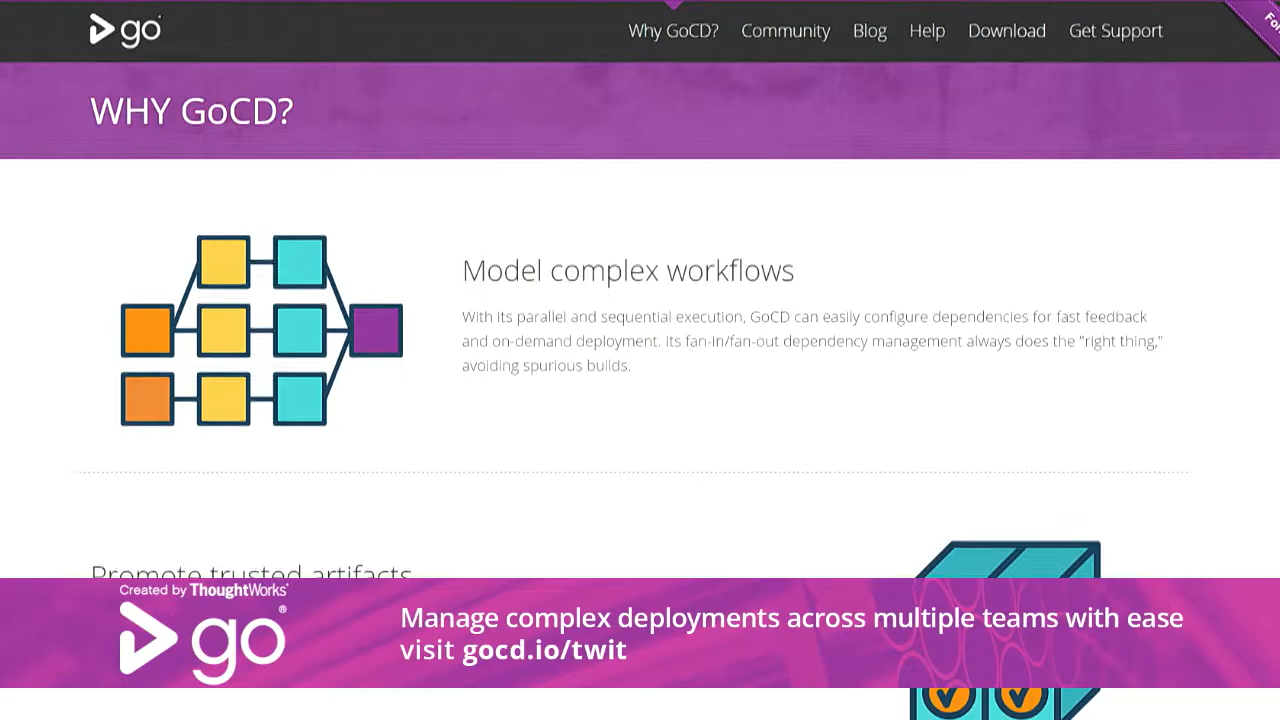 go
Why GoCD? Community Blog Help Download Get Support
WHY GoCD?
Model complex workflows
With its parallel and sequential execution, GoCD can easily configure dependencies for fast feedback
and on-demand deployment. Its fan-in/fan-out dependency management always does the "right thing,"
avoiding spurious builds.
Promote trusted artifacts
Created by ThoughtWorks®
go®
Manage complex deployments across multiple teams with ease
visit gocd.io/twit